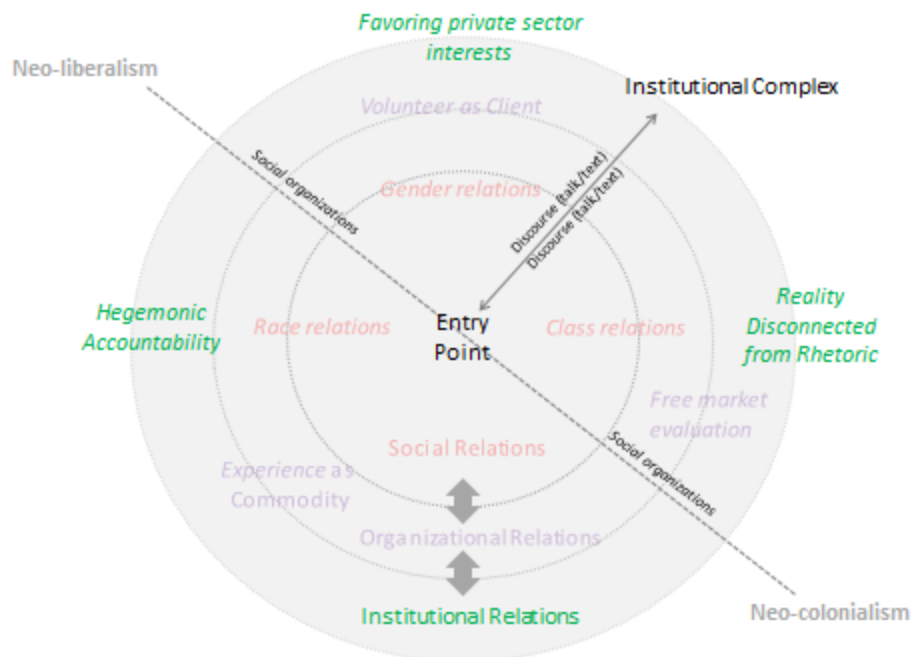 Favoring private sector
interests
Neo-liberalism
Institutional Complex
Volunteer as Client
Social organizations
Discourse (talk/text)
Discourse (talk/text)
Gender relations
Hegemonic
Accountability
Race relations
Entry
Point
Class relations
Reality
Disconnected
from Rhetoric
Free market
evaluation
Social Relations
Social organizations
Experience as
Commodity
Organizational Relations
Institutional Relations
Neo-colonialism